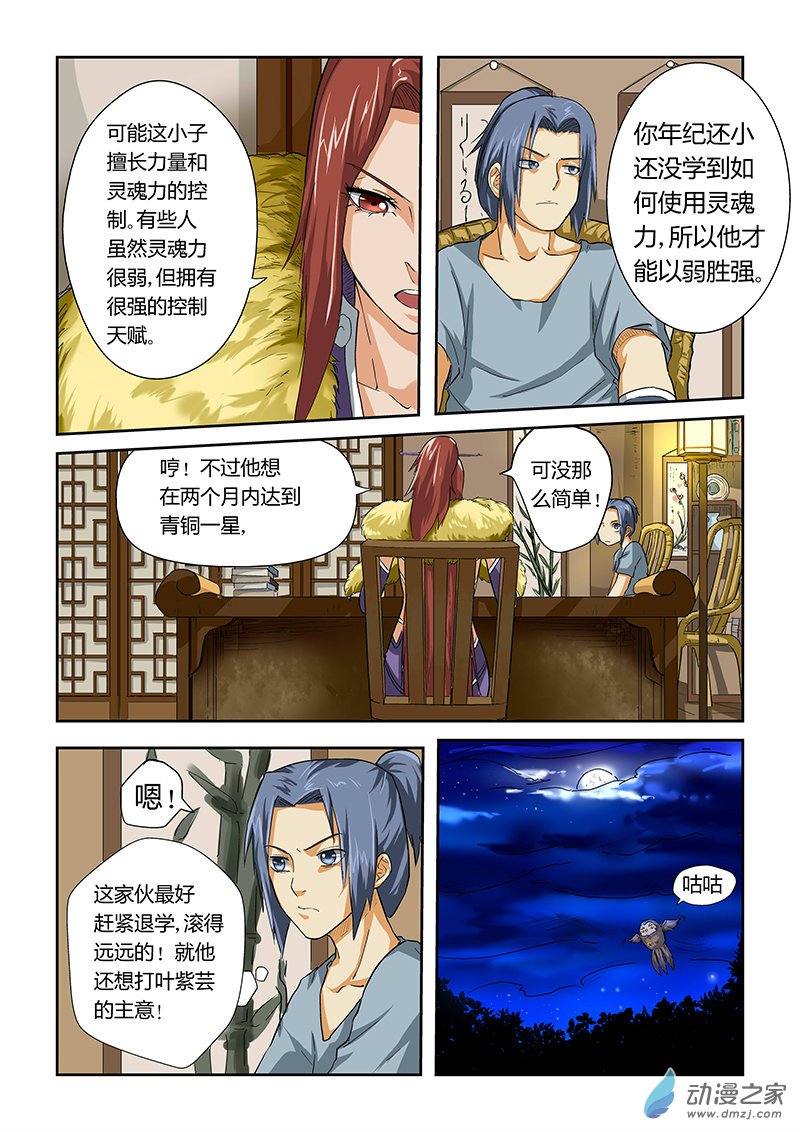 可能这小子
擅长力量和
灵魂力的控
制。有些人
虽然灵魂力
很弱，但拥有
很强的控制
天赋。
你年纪还小
还没学到如
何使用灵魂
力，所以他才
能以弱胜强。
哼！不过他想
在两个月内达到
青铜一星，
可没那
么简单！
嗯！
这家伙最好
赶紧退学，滚得
远远的！就他
还想打叶紫芸
的主意！
咕咕
动漫之家
www.dmzj.com